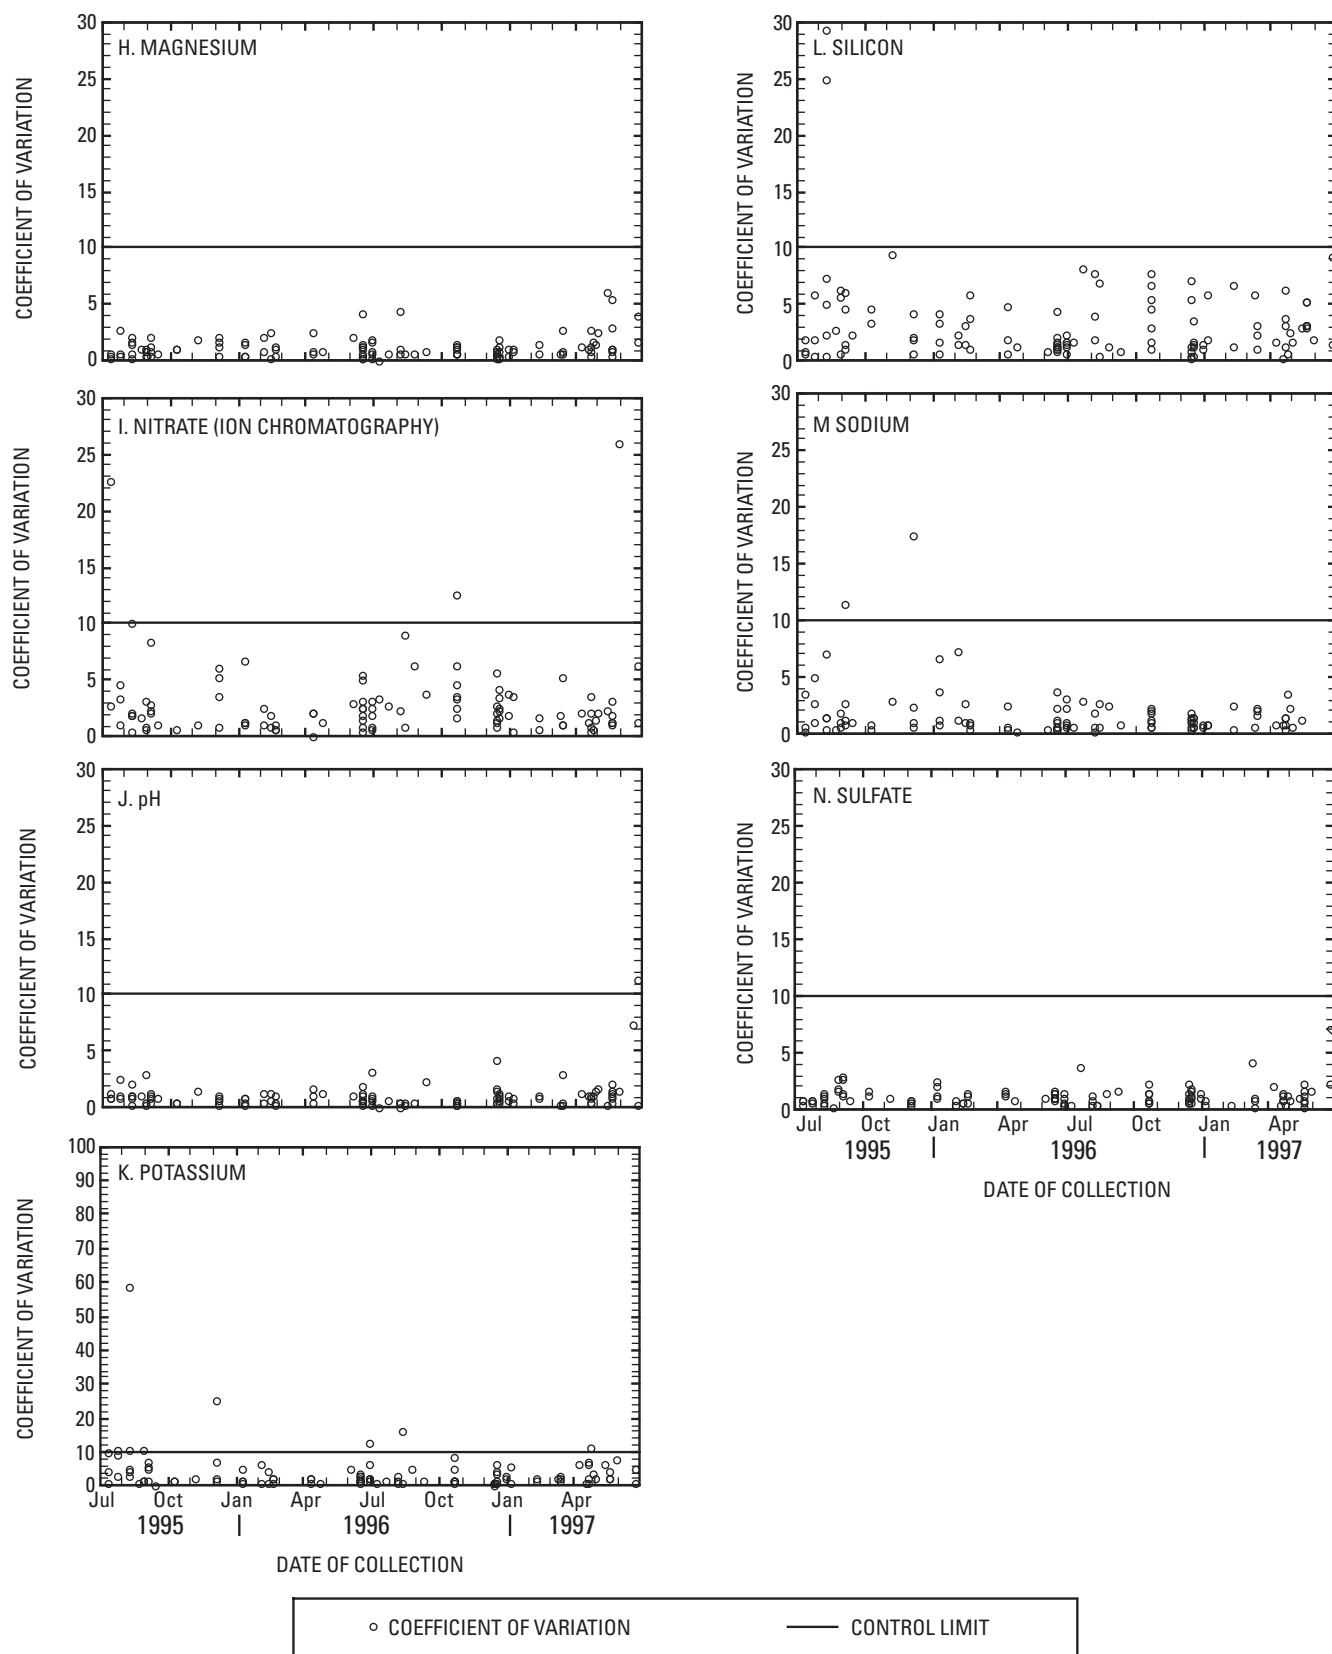 COEFFICIENT OF VARIATION
30
25
20
15
10
5
0
H. MAGNESIUM
COEFFICIENT OF VARIATION
30
25
20
15
10
5
0
I. NITRATE (ION CHROMATOGRAPHY)
COEFFICIENT OF VARIATION
30
25
20
15
10
5
0
J. pH
COEFFICIENT OF VARIATION
100
90
80
70
60
50
40
30
20
10
0
K. POTASSIUM
Jul Oct Jan Apr Jul Oct Jan Apr
1995 | 1996 | 1997
DATE OF COLLECTION
COEFFICIENT OF VARIATION
30
25
20
15
10
5
0
L. SILICON
COEFFICIENT OF VARIATION
30
25
20
15
10
5
0
M SODIUM
COEFFICIENT OF VARIATION
30
25
20
15
10
5
0
N. SULFATE
Jul Oct Jan Apr Jul Oct Jan Apr
1995 | 1996 | 1997
DATE OF COLLECTION
COEFFICIENT OF VARIATION
CONTROL LIMIT